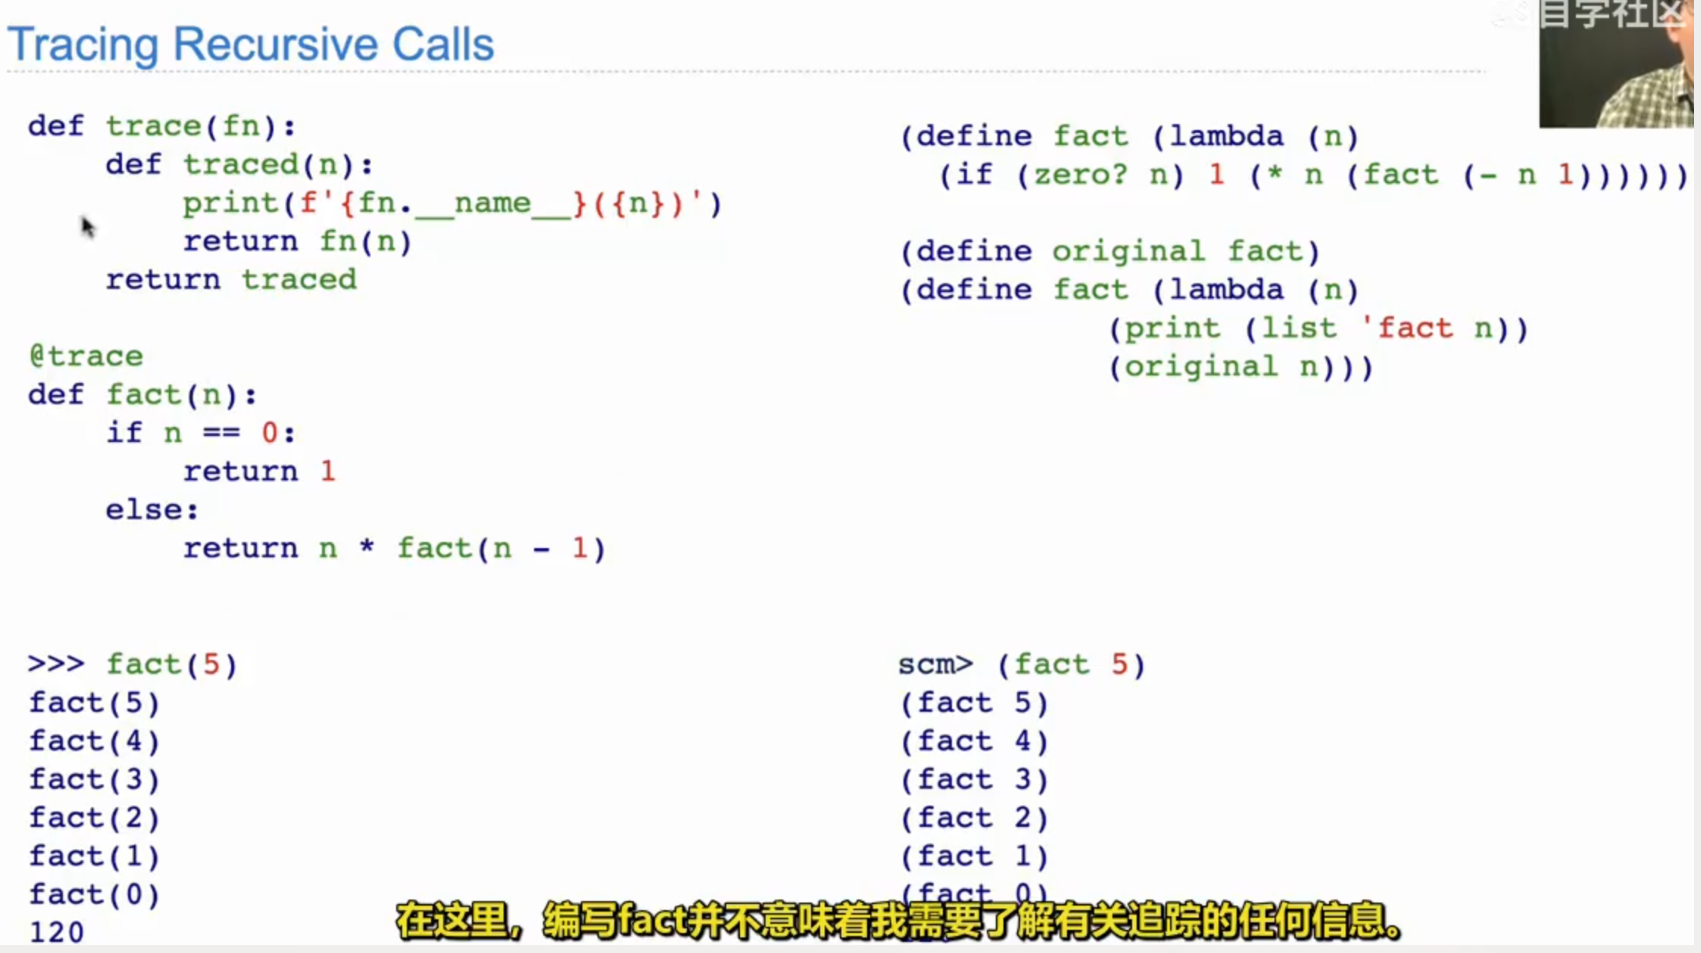 自学社区
Tracing Recursive Calls
def trace(fn):
    def traced(n):
        print(f'{fn.__name__}({n})')
        return fn(n)
    return traced
@trace
def fact(n):
    if n == 0:
        return 1
    else:
        return n * fact(n - 1)
>>> fact(5)
fact(5)
fact(4)
fact(3)
fact(2)
fact(1)
fact(0)
120
(define fact (lambda (n)
  (if (zero? n) 1 (* n (fact (- n 1))))))
(define original fact)
(define fact (lambda (n)
           (print (list 'fact n))
           (original n)))
scm> (fact 5)
(fact 5)
(fact 4)
(fact 3)
(fact 2)
(fact 1)
(fact 0)
在这里，编写fact并不意味着我需要了解有关追踪的任何信息。